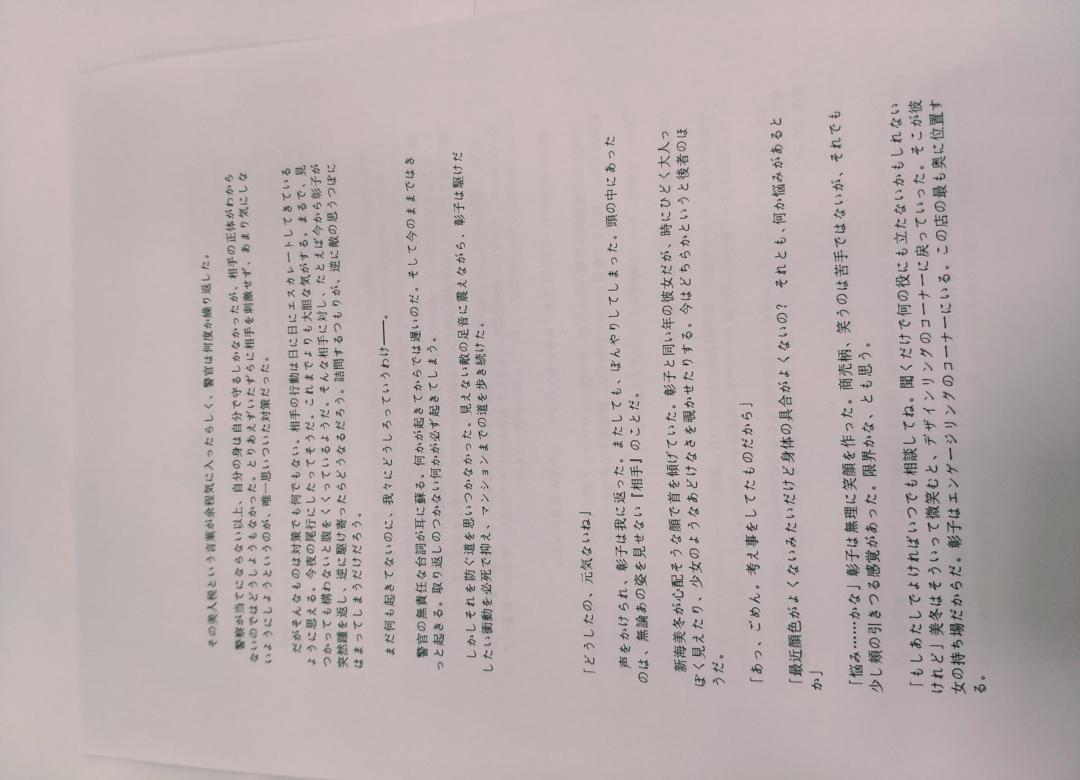 その美人税という言葉が余程気に入ったらしく、警官は何度か繰り返した。
警察が当てにならない以上、自分の身は自分で守るしかなかったが、相手の正体がわから
ないのではどうしようもなかった。とりあえずいたずらに相手を刺激せず、あまり気にしな
いようにしようというのが、唯一思いついた対策だった。
だがそんなものは対策でも何でもない。相手の行動は日に日にエスカレートしてきている
ように思える。今夜の尾行にしたってそうだ。これまでよりも大胆な気がする。まるで、見
つかっても構わないと腹をくくっているようだ。そんな相手に対し、たとえば今から彰子が
突然踵を返し、逆に駆け寄ったらどうなるだろう。詰問するつもりが、逆に敵の思うつぼに
はまってしまうだけだろう。
まだ何も起きてないのに、我々にどうしろっていうわけ――。
警官の無責任な台詞が耳に蘇る。何かが起きてからでは遅いのだ。そして今のままではき
っと起きる。取り返しのつかない何かが必ず起きてしまう。
しかしそれを防ぐ道を思いつかなかった。見えない敵の足音に震えながら、彰子は駆けだ
したい衝動を必死で抑え、マンションまでの道を歩き続けた。
「どうしたの、元気ないね」
声をかけられ、彰子は我に返った。またしても、ぼんやりしてしまった。頭の中にあった
のは、無論あの姿を見せない『相手』のことだ。
新海美冬が心配そうな顔で首を傾げていた。彰子と同い年の彼女だが、時にひどく大人っ
ぽく見えたり、少女のようなあどけなさを覗かせたりする。今はどちらかというと後者のほ
うだ。
「あっ、ごめん。考え事をしてたものだから」
「最近顔色がよくないみたいだけど身体の具合がよくないの？ それとも、何か悩みがあると
か」
「悩み……かな」彰子は無理に笑顔を作った。商売柄、笑うのは苦手ではないが、それでも
少し頬の引きつる感覚があった。限界かな、とも思う。
「もしあたしでよければいつでも相談してね。聞くだけで何の役にも立たないかもしれない
けれど」美冬はそういって微笑むと、デザインリングのコーナーに戻っていった。そこが彼
女の持ち場だからだ。彰子はエンゲージリングのコーナーにいる。この店の最も奥に位置す
る。